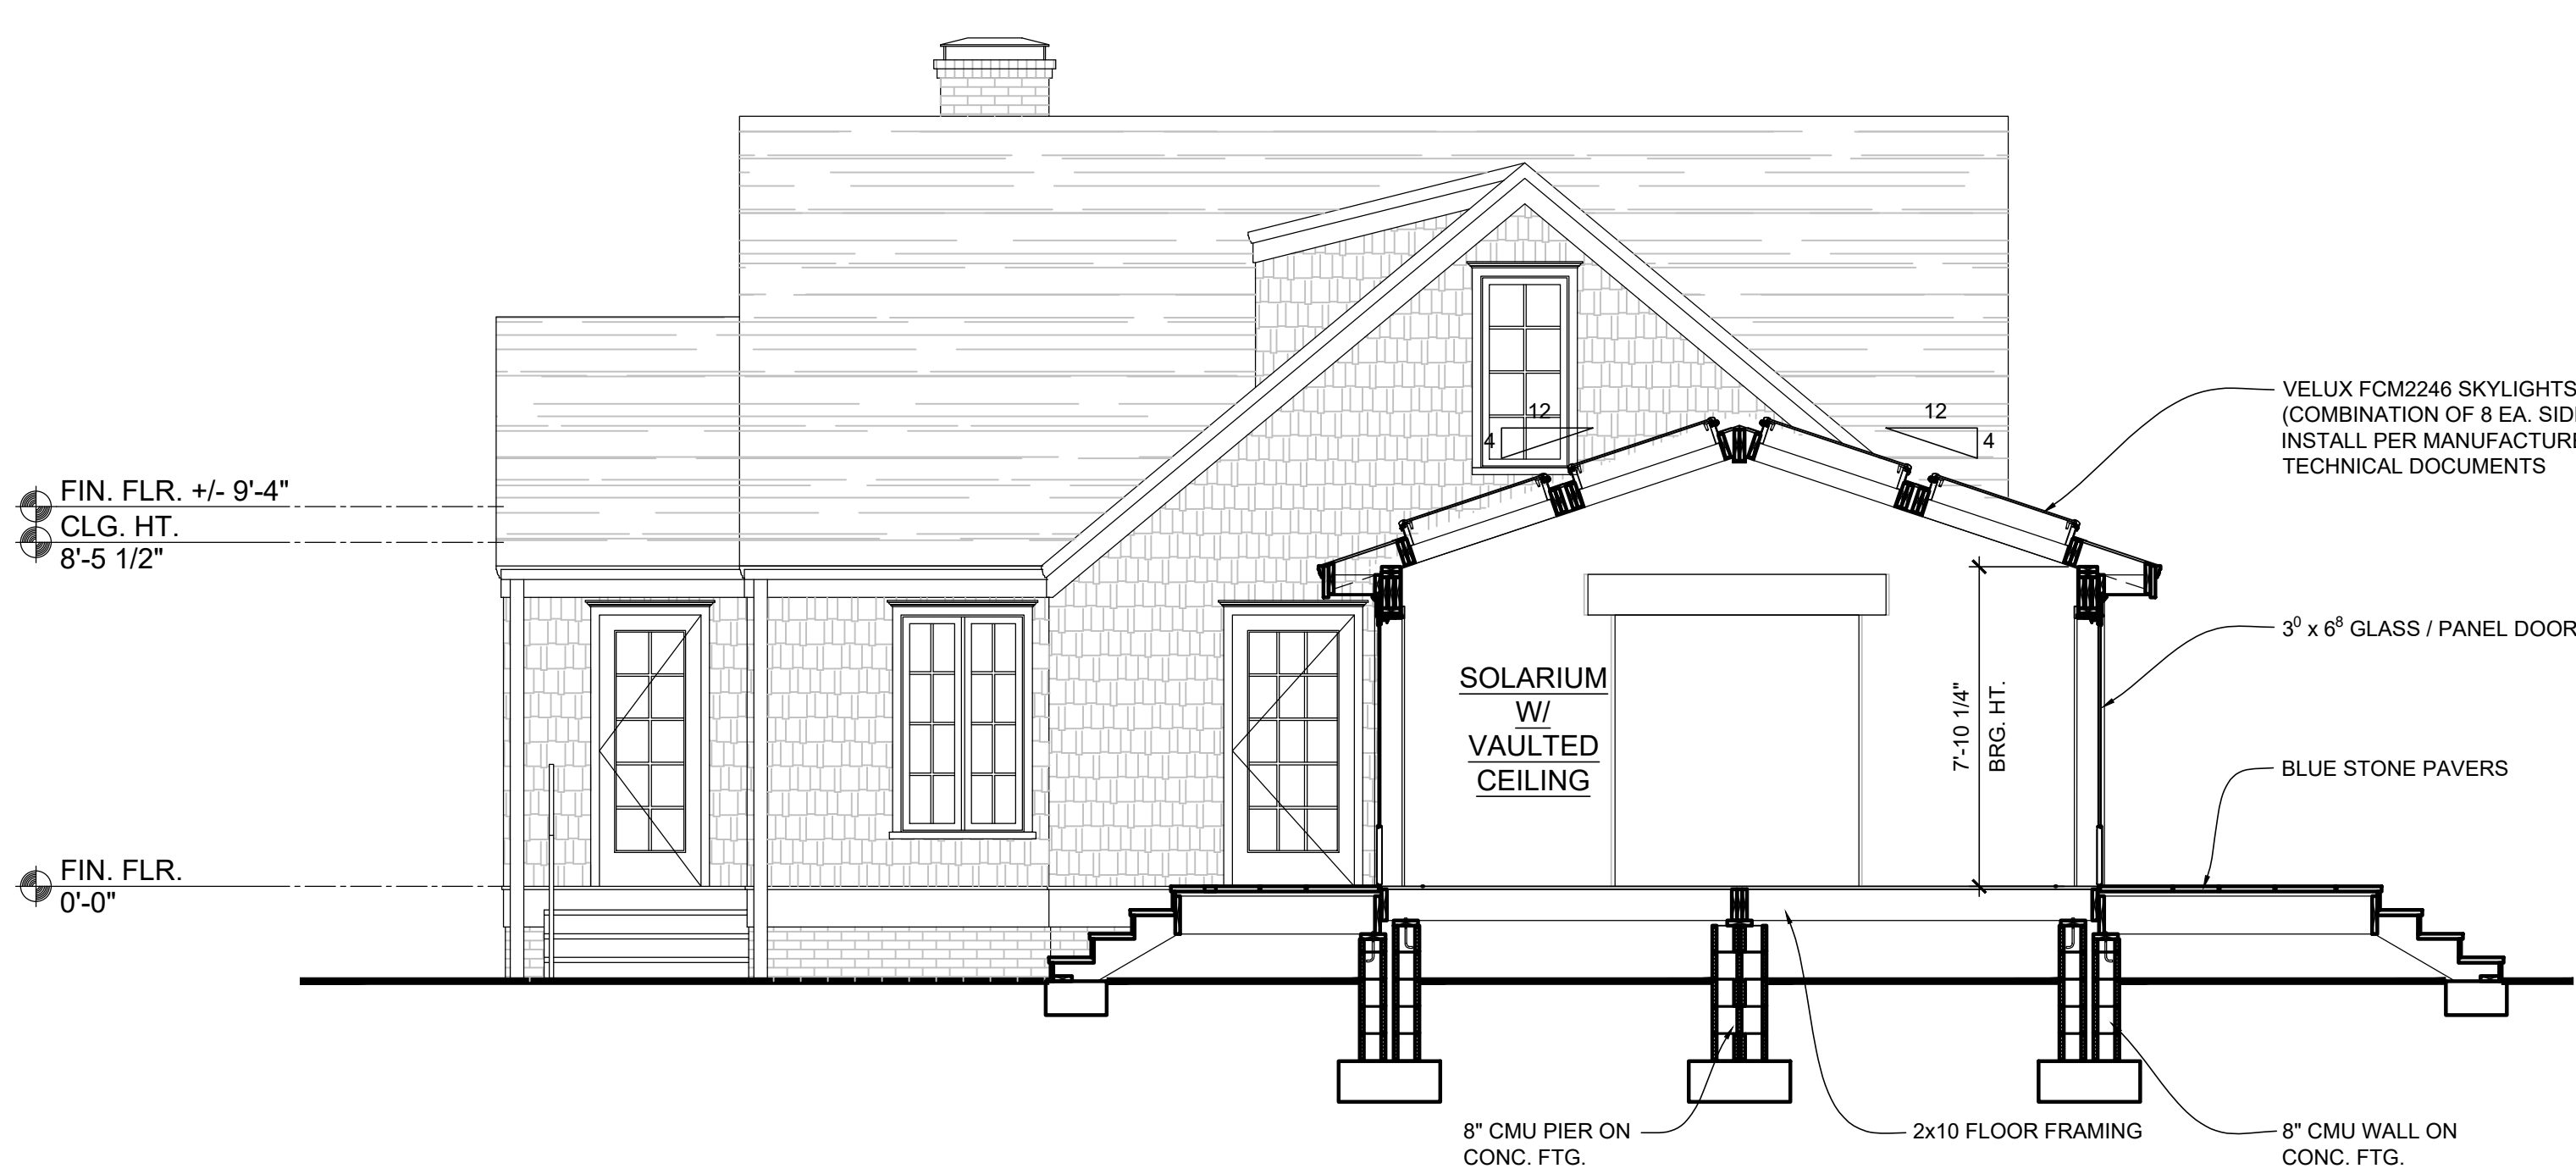 VELUX FCM2246 SKYLIGHTS
(COMBINATION OF 8 EA. SID
INSTALL PER MANUFACTURE
TECHNICAL DOCUMENTS
12
4
12
4
FIN. FLR. +/- 9'-4"
CLG. HT.
8'-5 1/2"
3⁰ x 6⁸ GLASS / PANEL DOOR
SOLARIUM
W/
VAULTED
CEILING
7'-10 1/4"
BRG. HT.
BLUE STONE PAVERS
FIN. FLR.
0'-0"
8" CMU PIER ON
CONC. FTG.
2x10 FLOOR FRAMING
8" CMU WALL ON
CONC. FTG.